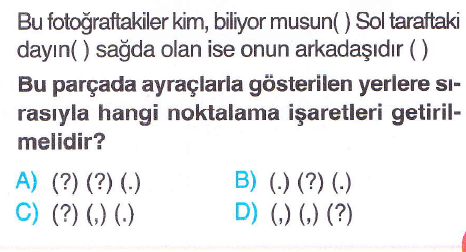 Bu fotoğraftakiler kim, biliyor musun( ) Sol taraftaki
dayın( ) sağda olan ise onun arkadaşıdır ( )
Bu parçada ayraçlarla gösterilen yerlere sı-
rasıyla hangi noktalama işaretleri getiril-
melidir?
A) (?) (?) (.) B) (.) (?) (.)
C) (?) (,) (.) D) (,) (,) (?)